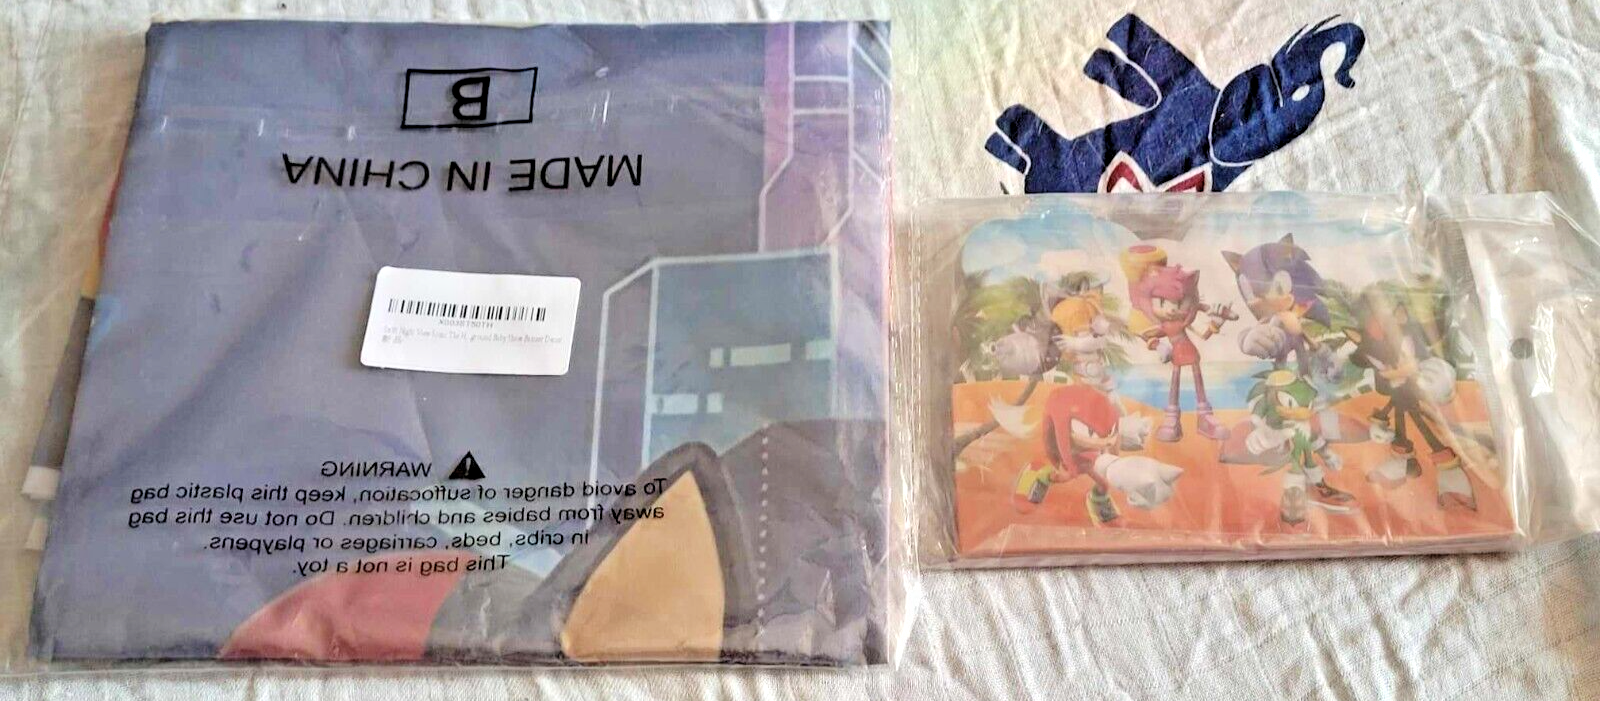 B
MADE IN CHINA
WARNING
To avoid danger of suffocation, keep this plastic bag
away from babies and children. Do not use this bag
in cribs, beds, carriages or playpens.
This bag is not a toy.